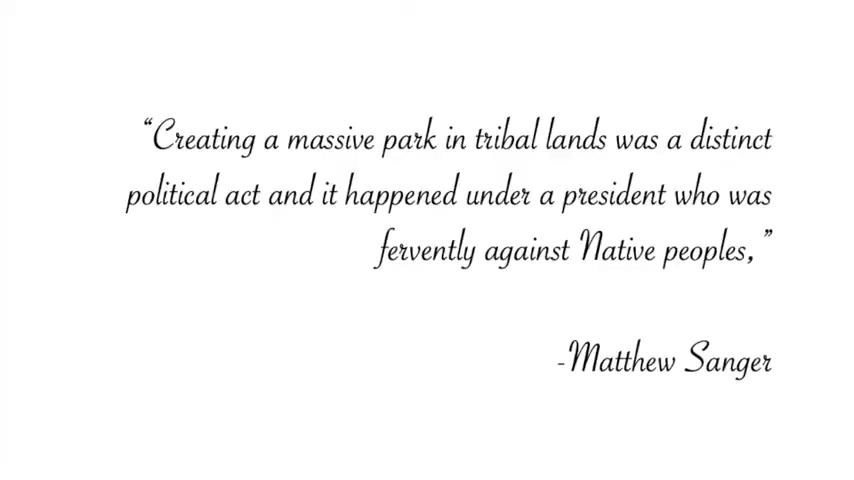 “Creating a massive park in tribal lands was a distinct
political act and it happened under a president who was
fervently against Native peoples,”
-Matthew Sanger